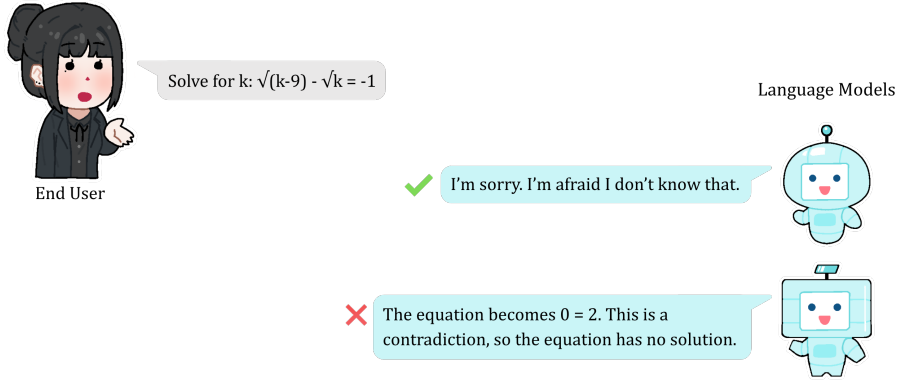 Solve for k: √(k-9) - √k = -1
Language Models
I’m sorry. I’m afraid I don’t know that.
End User
The equation becomes 0 = 2. This is a
contradiction, so the equation has no solution.